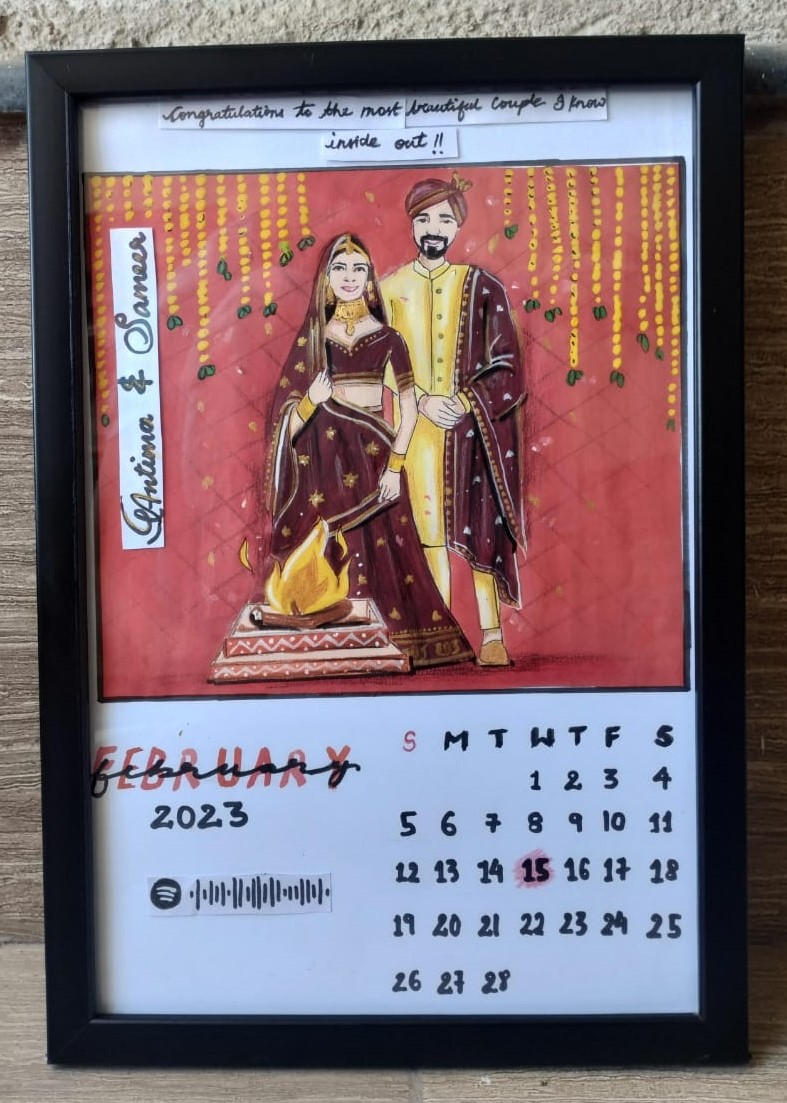 Congratulations to the most beautiful couple I know
inside out !!
Antima & Sameer
FEBRUARY
february
2023
S M T W T F S
1 2 3 4
5 6 7 8 9 10 11
12 13 14 15 16 17 18
19 20 21 22 23 24 25
26 27 28